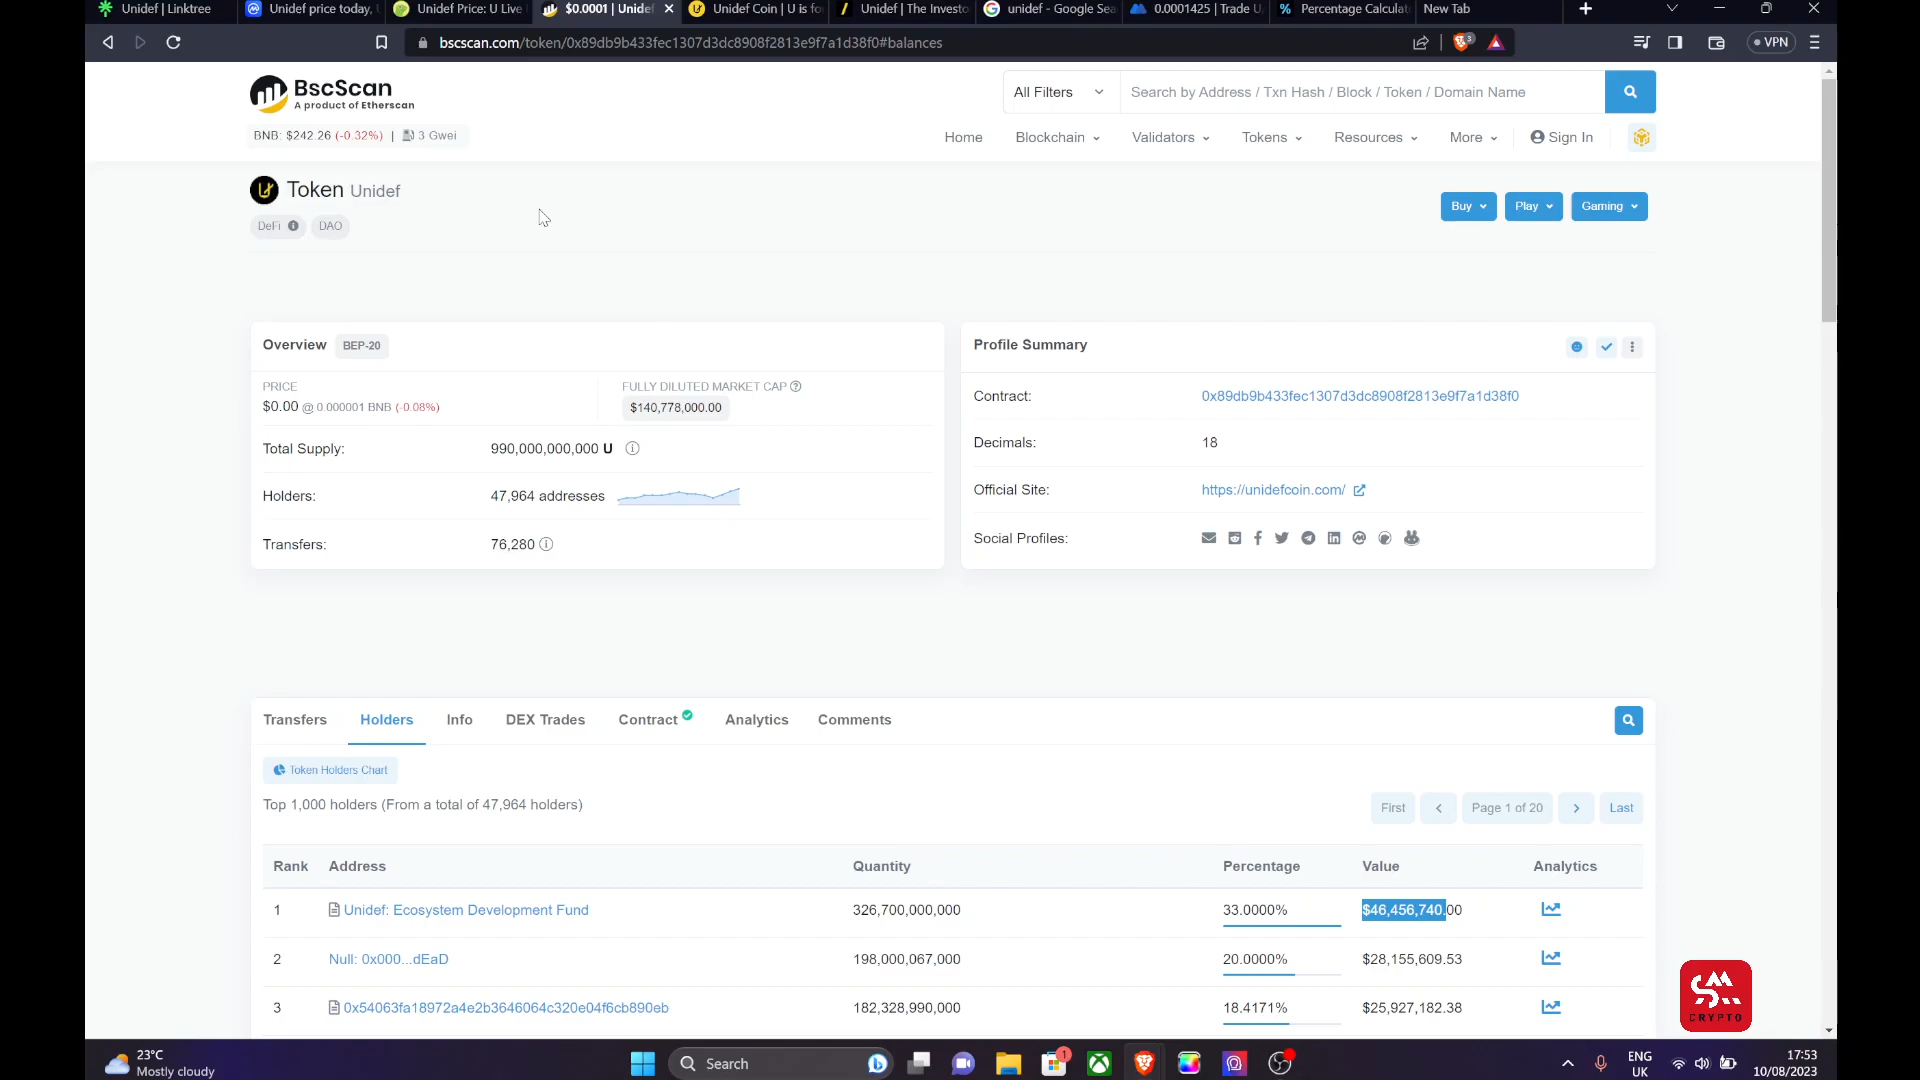 Unidef | Linktree
Unidef price today,
Unidef Price: U Live
$0.0001 | Unidef
Unidef Coin | U is fo
Unidef | The Investo
unidef - Google Sea
0.0001425 | Trade U
Percentage Calculat
New Tab
bscscan.com/token/0x89db9b433fec1307d3dc8908f2813e9f7a1d38f0#balances
3
VPN
BscScan
A product of Etherscan
All Filters
Search by Address / Txn Hash / Block / Token / Domain Name
BNB: $242.26 (-0.32%) | 3 Gwei
Home
Blockchain
Validators
Tokens
Resources
More
Sign In
Token Unidef
DeFi
DAO
Buy
Play
Gaming
Overview
BEP-20
PRICE
$0.00 @ 0.000001 BNB (-0.08%)
FULLY DILUTED MARKET CAP
$140,778,000.00
Total Supply:
990,000,000,000 U
Holders:
47,964 addresses
Transfers:
76,280
Profile Summary
Contract:
0x89db9b433fec1307d3dc8908f2813e9f7a1d38f0
Decimals:
18
Official Site:
https://unidefcoin.com/
Social Profiles:
Transfers
Holders
Info
DEX Trades
Contract
Analytics
Comments
Token Holders Chart
Top 1,000 holders (From a total of 47,964 holders)
First
Page 1 of 20
Last
Rank Address Quantity Percentage Value Analytics
1 Unidef: Ecosystem Development Fund 326,700,000,000 33.0000% $46,456,740.00
2 Null: 0x000...dEaD 198,000,067,000 20.0000% $28,155,609.53
3 0x54063fa18972a4e2b3646064c320e04f6cb890eb 182,328,990,000 18.4171% $25,927,182.38
SM
CRYPTO
23°C
Mostly cloudy
Search
1
ENG
UK
17:53
10/08/2023